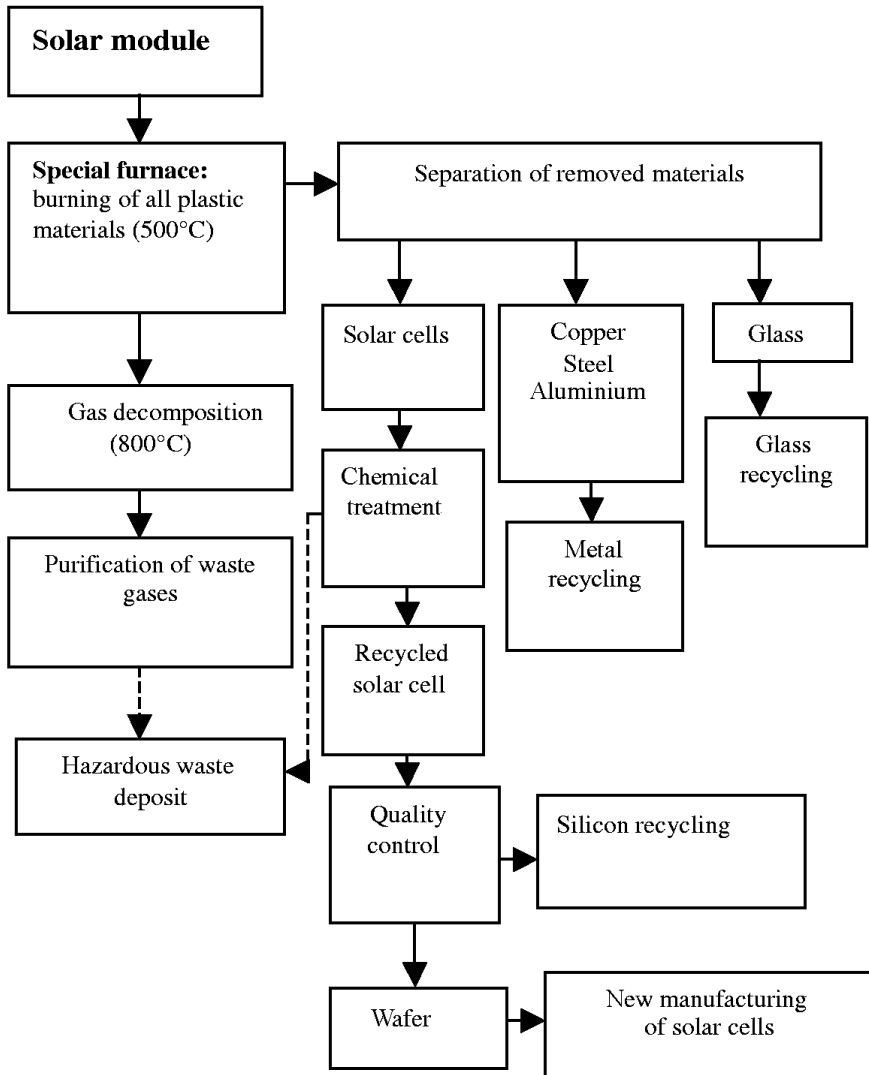 Solar module
Special furnace:
burning of all plastic
materials (500°C)
Separation of removed materials
Solar cells
Copper
Steel
Aluminium
Glass
Gas decomposition
(800°C)
Chemical
treatment
Glass
recycling
Purification of waste
gases
Metal
recycling
Recycled
solar cell
Hazardous waste
deposit
Quality
control
Silicon recycling
Wafer
New manufacturing
of solar cells